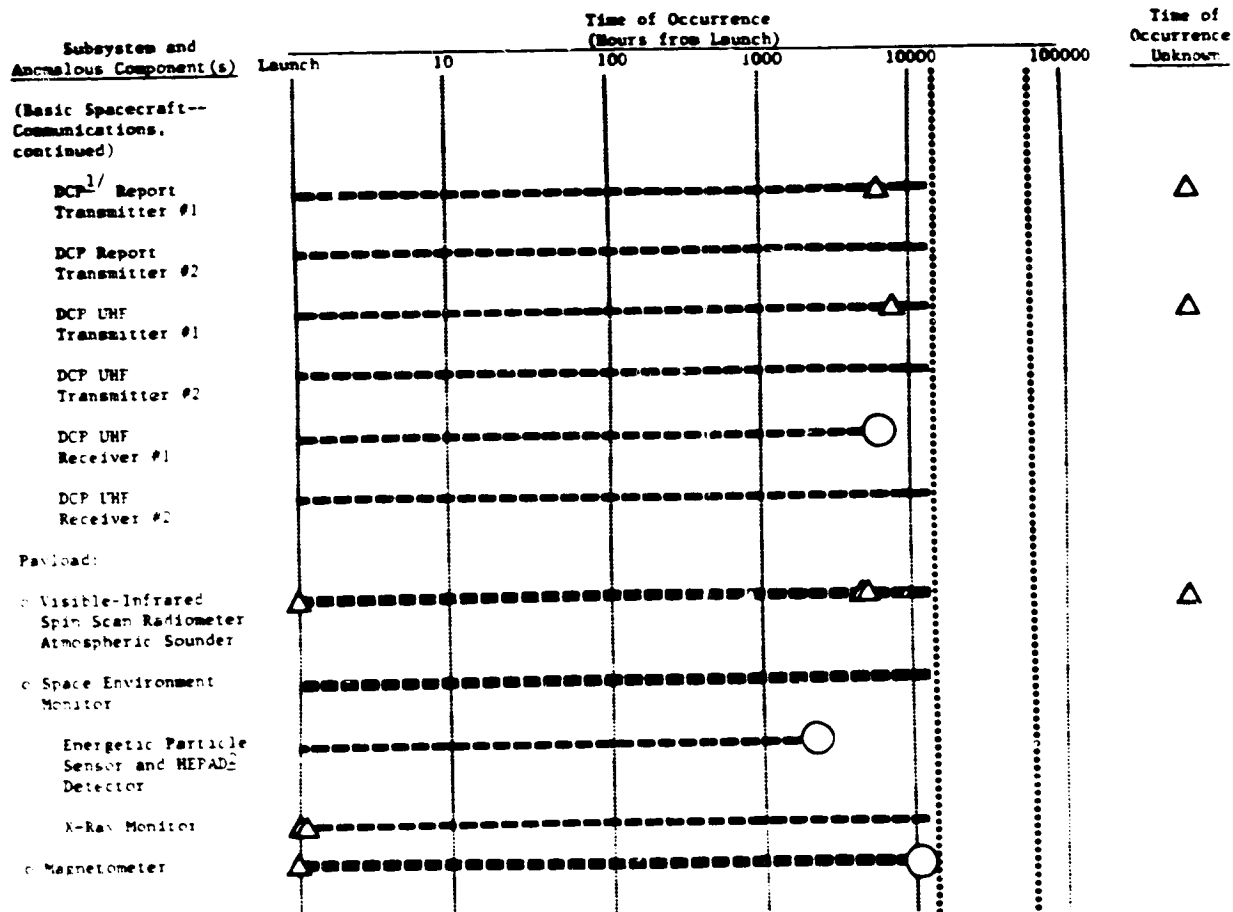 Time of Occurrence
(Hours from Launch)
Time of
Occurrence
Unknown
Subsystem and
Anomalous Component(s)
Launch 10 100 1000 10000 100000
(Basic Spacecraft--
Communications,
continued)
DCP1/ Report
Transmitter #1
DCP Report
Transmitter #2
DCP UHF
Transmitter #1
DCP UHF
Transmitter #2
DCP UHF
Receiver #1
DCP UHF
Receiver #2
Payload:
o Visible-Infrared
Spin Scan Radiometer
Atmospheric Sounder
o Space Environment
Monitor
Energetic Particle
Sensor and HEPAD2
Detector
X-Ray Monitor
o Magnetometer